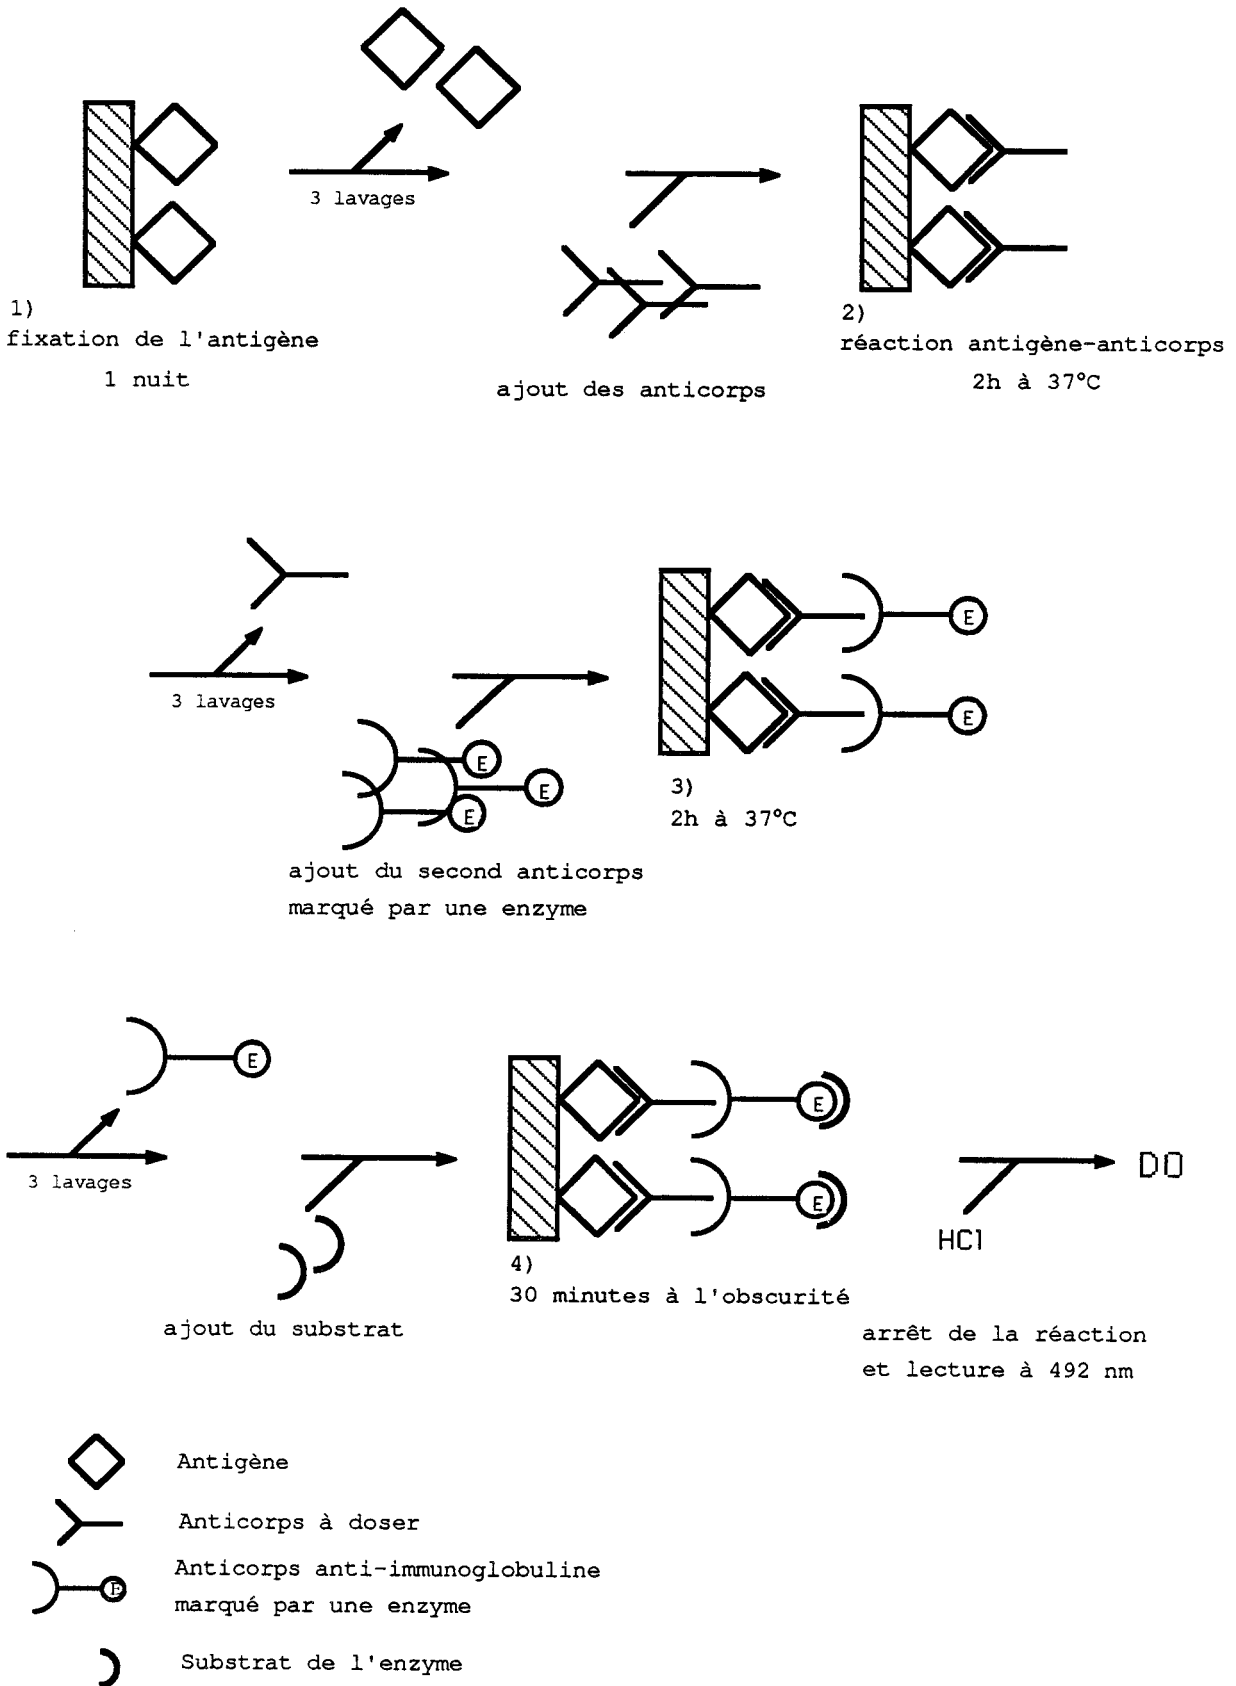 3 lavages
1)
fixation de l'antigène
1 nuit
ajout des anticorps
2)
réaction antigène-anticorps
2h à 37°C
3 lavages
E
E
E
ajout du second anticorps
marqué par une enzyme
E
E
3)
2h à 37°C
E
3 lavages
ajout du substrat
E
E
4)
30 minutes à l'obscurité
HCl
DO
arrêt de la réaction
et lecture à 492 nm
Antigène
Anticorps à doser
E
Anticorps anti-immunoglobuline
marqué par une enzyme
Substrat de l'enzyme